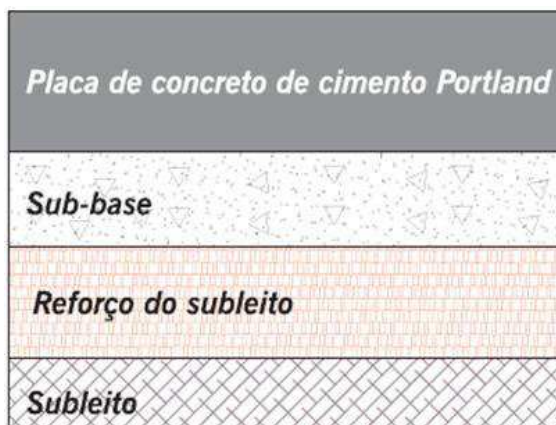 Placa de concreto de cimento Portland
Sub-base
Reforço do subleito
Subleito